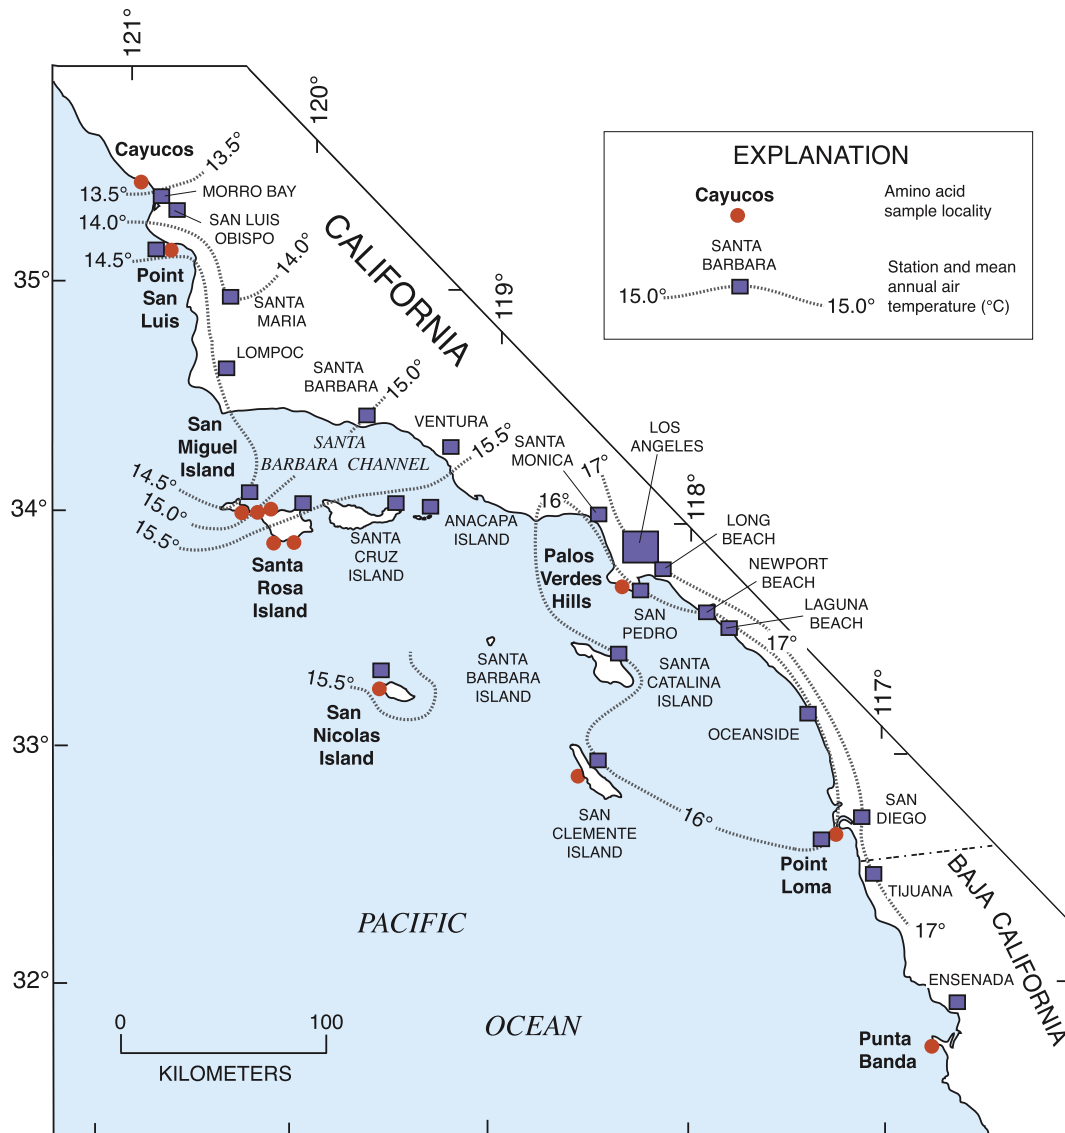 121°
120°
119°
118°
117°
35°
34°
33°
32°
EXPLANATION
Cayucos
Amino acid
sample locality
SANTA
BARBARA
15.0°
15.0°
Station and mean
annual air
temperature (°C)
CALIFORNIA
Cayucos
13.5°
13.5°
MORRO BAY
14.0°
SAN LUIS
OBISPO
14.0°
14.5°
Point
San
Luis
SANTA
MARIA
LOMPOC
SANTA
BARBARA
15.0°
San
Miguel
Island
SANTA
BARBARA CHANNEL
VENTURA
15.5°
SANTA
MONICA
LOS
ANGELES
17°
16°
14.5°
15.0°
15.5°
Santa
Rosa
Island
SANTA
CRUZ
ISLAND
ANACAPA
ISLAND
Palos
Verdes
Hills
LONG
BEACH
NEWPORT
BEACH
LAGUNA
BEACH
SAN
PEDRO
17°
SANTA
BARBARA
ISLAND
SANTA
CATALINA
ISLAND
15.5°
San
Nicolas
Island
OCEANSIDE
SAN
CLEMENTE
ISLAND
16°
SAN
DIEGO
Point
Loma
TIJUANA
BAJA CALIFORNIA
17°
PACIFIC
OCEAN
ENSENADA
Punta
Banda
0
100
KILOMETERS